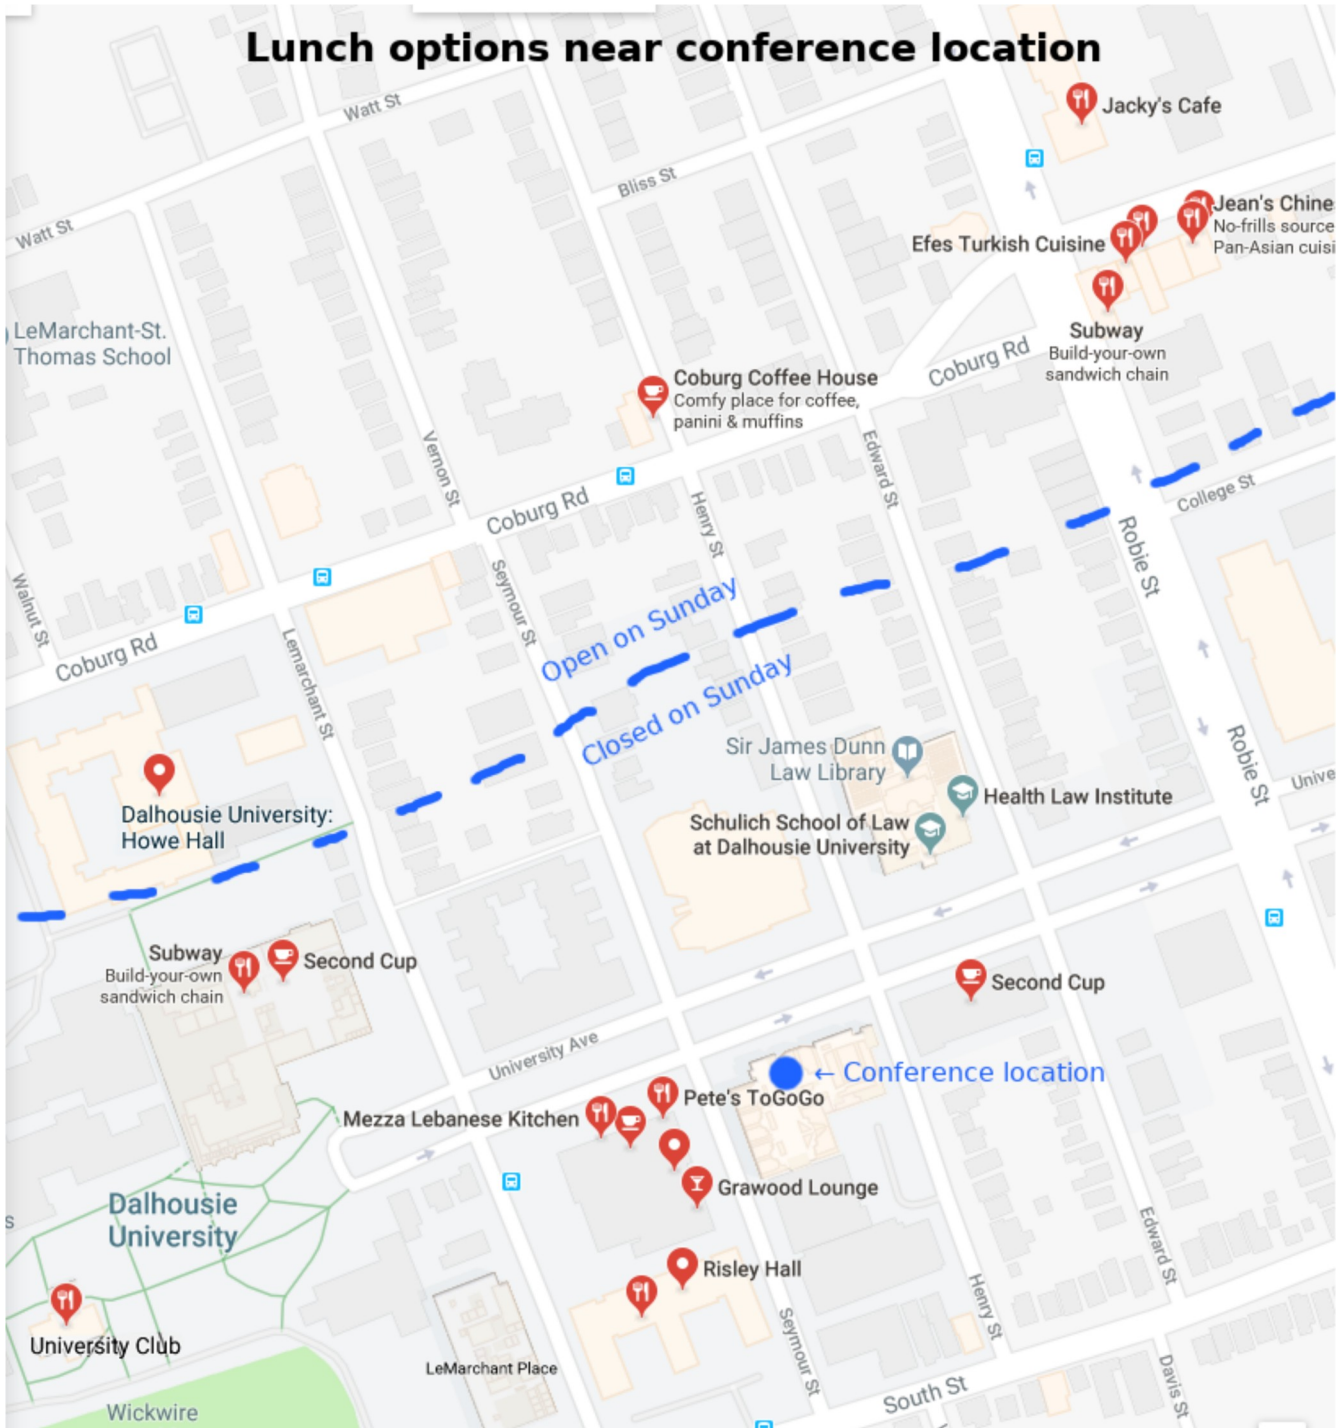 Lunch options near conference location
Watt St
Jacky's Cafe
Bliss St
Watt St
Jean's Chine
No-frills source
Pan-Asian cuisi
Efes Turkish Cuisine
LeMarchant-St.
Thomas School
Subway
Build-your-own
sandwich chain
Coburg Rd
Coburg Coffee House
Comfy place for coffee,
panini & muffins
Vernon St
Edward St
Coburg Rd
Henry St
College St
Robie St
Walnut St
Seymour St
Coburg Rd
Lemarchant St
Open on Sunday
Closed on Sunday
Sir James Dunn
Law Library
Robie St
Unive
Health Law Institute
Dalhousie University:
Howe Hall
Schulich School of Law
at Dalhousie University
Subway
Build-your-own
sandwich chain
Second Cup
Second Cup
University Ave
← Conference location
Pete's ToGoGo
Mezza Lebanese Kitchen
Grawood Lounge
Dalhousie
University
s
Edward St
Risley Hall
Henry St
University Club
Seymour St
LeMarchant Place
South St
Davis St
Wickwire